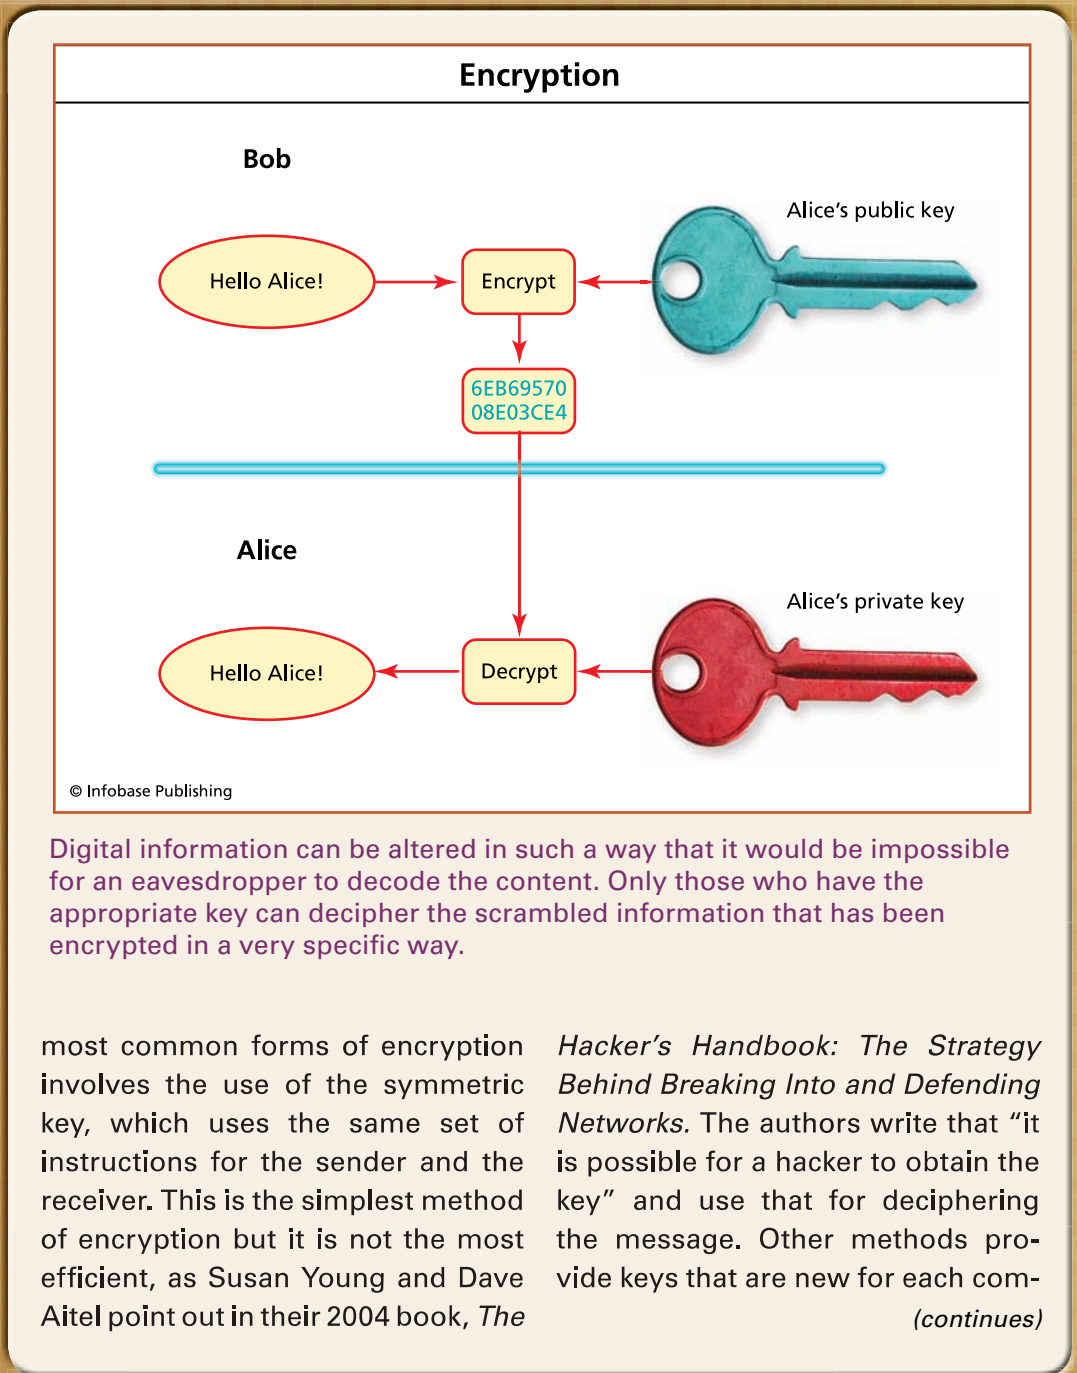 Encryption
Bob
Alice's public key
Hello Alice!
Encrypt
6EB69570
08E03CE4
Alice
Alice's private key
Hello Alice!
Decrypt
© Infobase Publishing
Digital information can be altered in such a way that it would be impossible
for an eavesdropper to decode the content. Only those who have the
appropriate key can decipher the scrambled information that has been
encrypted in a very specific way.
most common forms of encryption
involves the use of the symmetric
key, which uses the same set of
instructions for the sender and the
receiver. This is the simplest method
of encryption but it is not the most
efficient, as Susan Young and Dave
Aitel point out in their 2004 book, The
Hacker's Handbook: The Strategy
Behind Breaking Into and Defending
Networks. The authors write that “it
is possible for a hacker to obtain the
key” and use that for deciphering
the message. Other methods pro-
vide keys that are new for each com-
(continues)